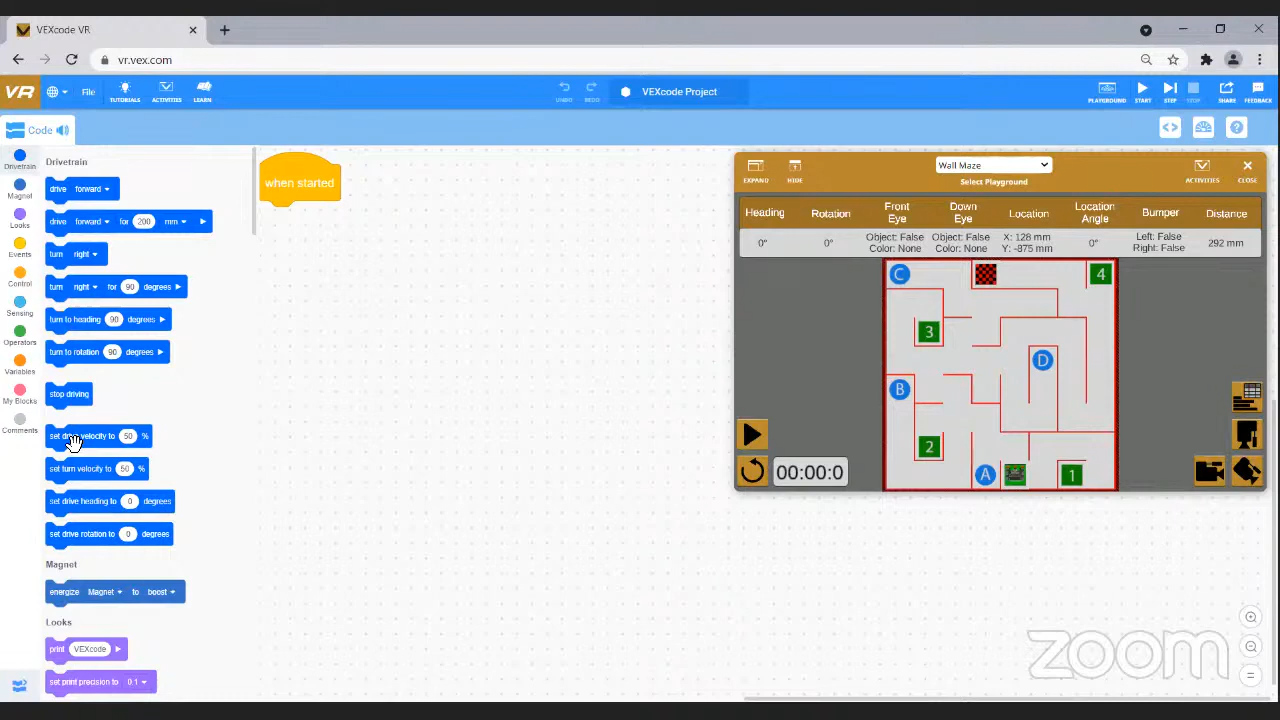 VEXcode VR
vr.vex.com
VR
File
TUTORIALS
ACTIVITIES
LEARN
UNDO
REDO
VEXcode Project
PLAYGROUND
START
STEP
STOP
SHARE
FEEDBACK
Code
Drivetrain
Magnet
Looks
Events
Control
Sensing
Operators
Variables
My Blocks
Comments
Drivetrain
drive forward
drive forward for 200 mm
turn right
turn right for 90 degrees
turn to heading 90 degrees
turn to rotation 90 degrees
stop driving
set drive velocity to 50 %
set turn velocity to 50 %
set drive heading to 0 degrees
set drive rotation to 0 degrees
Magnet
energize Magnet to boost
Looks
print VEXcode
set print precision to 0.1
when started
EXPAND
HIDE
Wall Maze
Select Playground
ACTIVITIES
CLOSE
Heading Rotation Front Eye Down Eye Location Location Angle Bumper Distance
0° 0° Object: False Color: None Object: False Color: None X: 128 mm Y: -875 mm 0° Left: False Right: False 292 mm
C
4
3
D
B
2
A
1
00:00:0
zoom